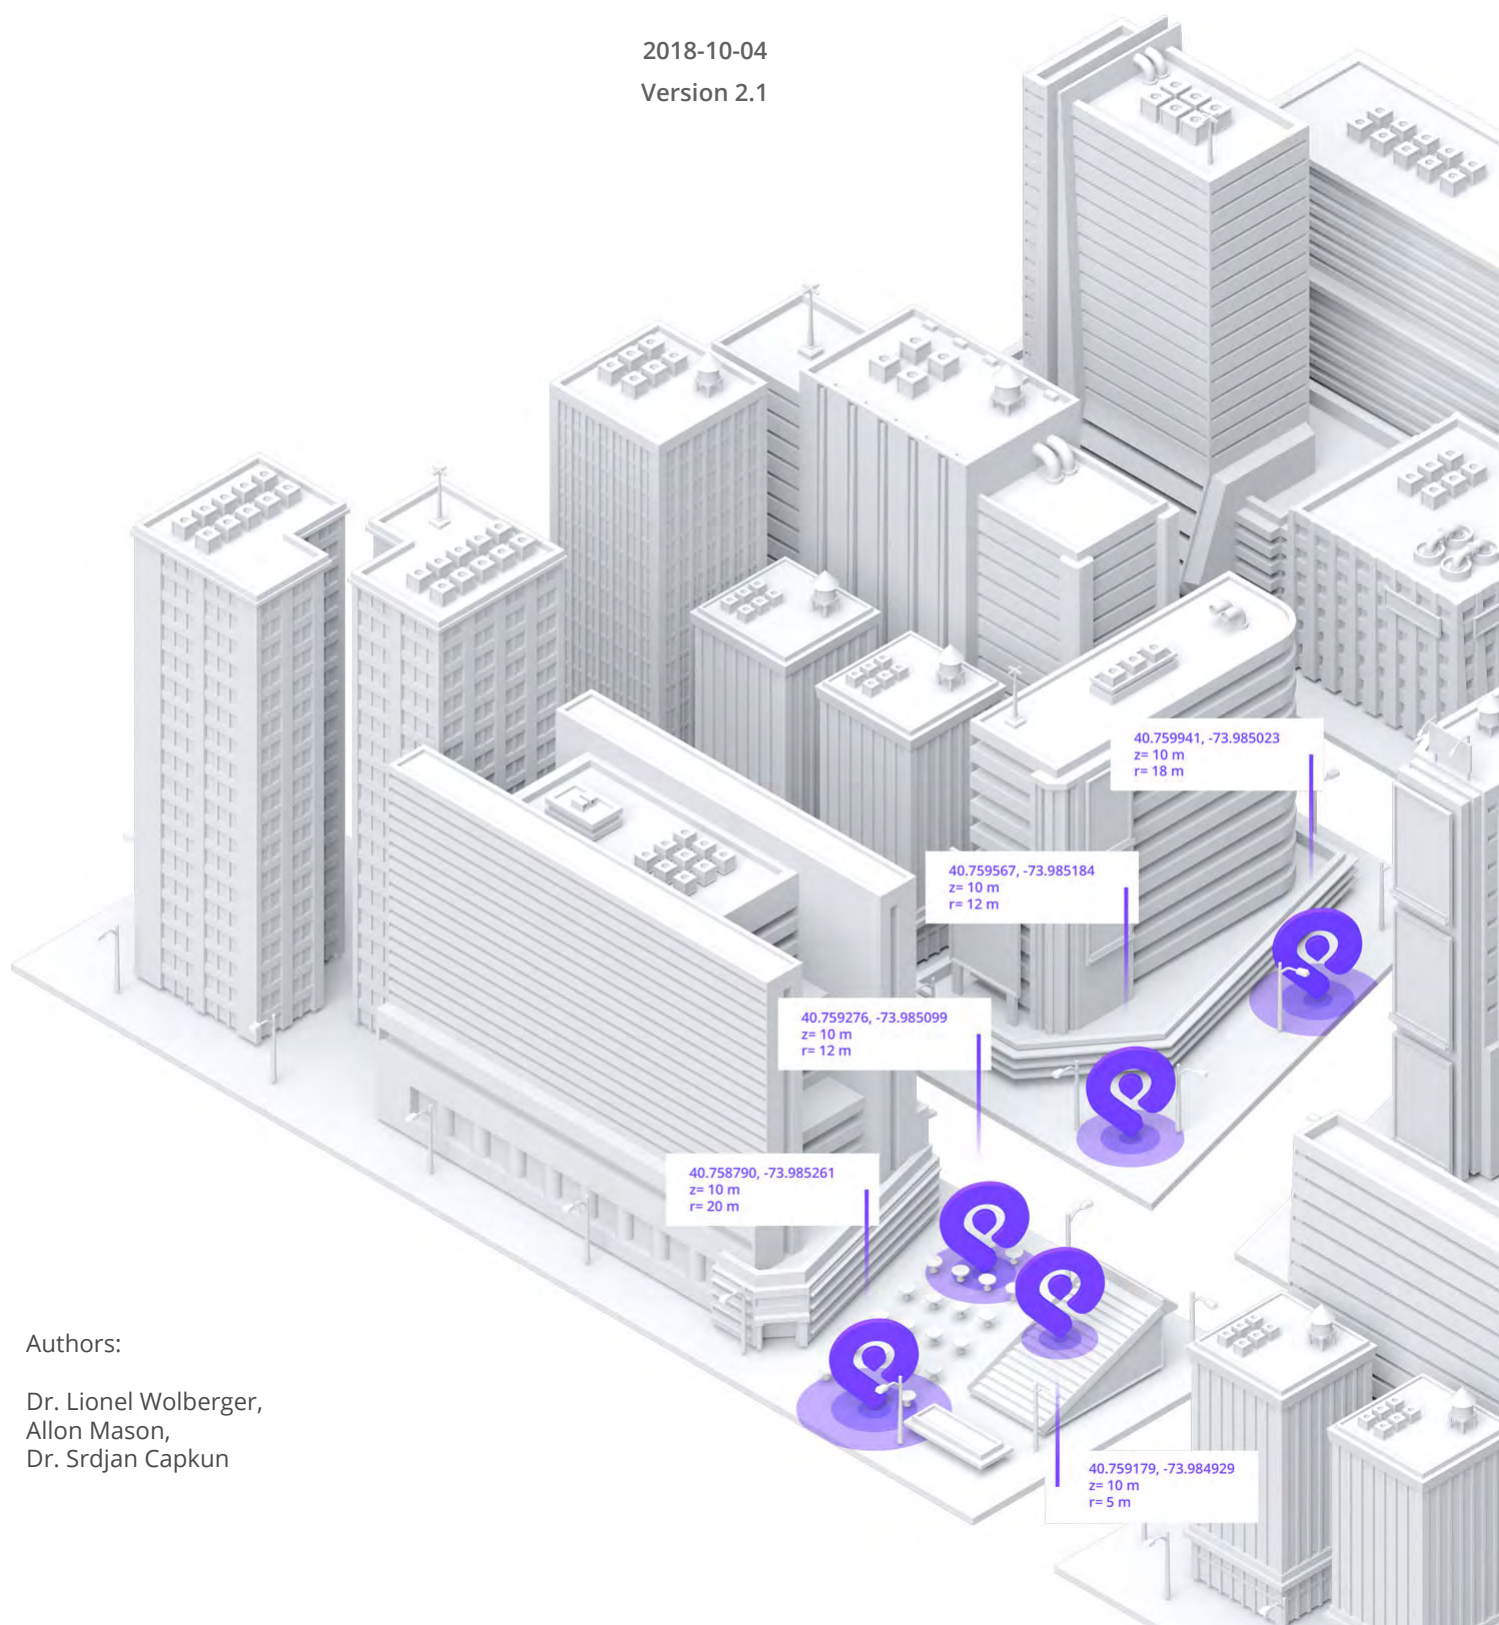 2018-10-04
Version 2.1
40.759941, -73.985023
z= 10 m
r= 18 m
40.759567, -73.985184
z= 10 m
r= 12 m
40.759276, -73.985099
z= 10 m
r= 12 m
40.758790, -73.985261
z= 10 m
r= 20 m
Authors:
Dr. Lionel Wolberger,
Allon Mason,
Dr. Srdjan Capkun
40.759179, -73.984929
z= 10 m
r= 5 m